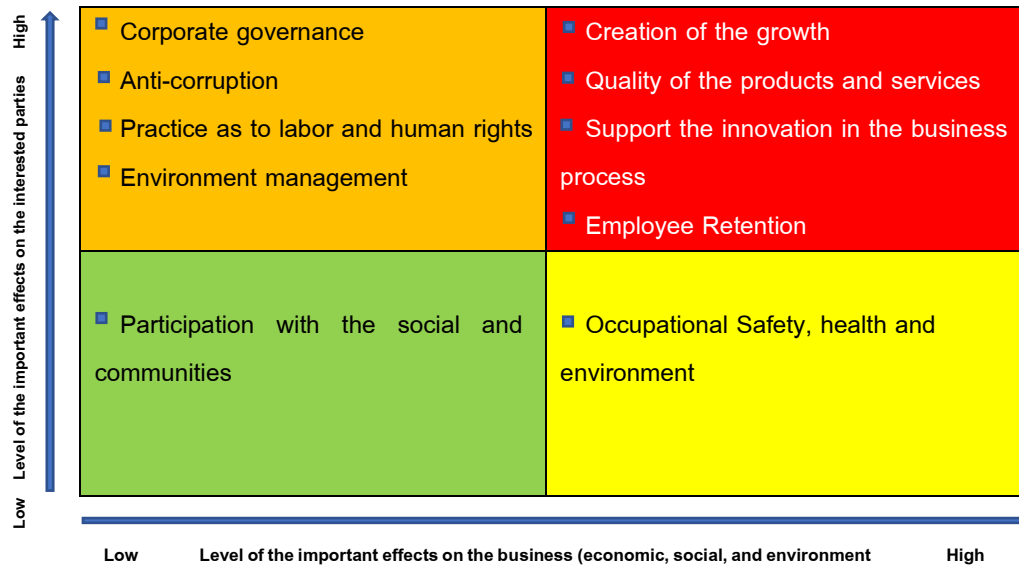 High
Level of the important effects on the interested parties
Low
Corporate governance
Anti-corruption
Practice as to labor and human rights
Environment management
Creation of the growth
Quality of the products and services
Support the innovation in the business
process
Employee Retention
Participation with the social and
communities
Occupational Safety, health and
environment
Low
Level of the important effects on the business (economic, social, and environment
High